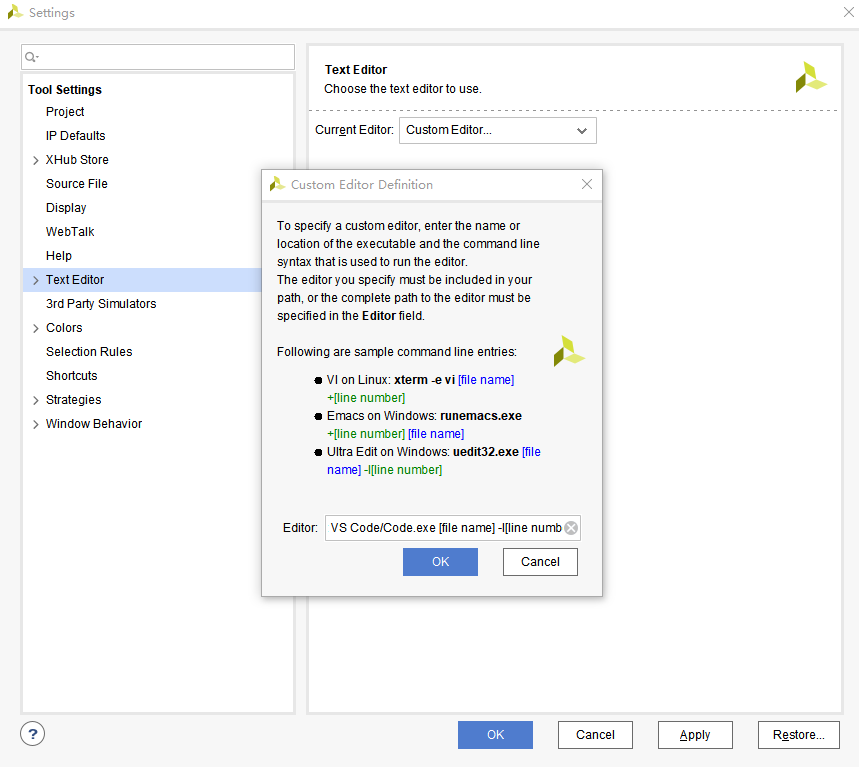 Settings
Tool Settings
Project
IP Defaults
XHub Store
Source File
Display
WebTalk
Help
Text Editor
3rd Party Simulators
Colors
Selection Rules
Shortcuts
Strategies
Window Behavior
Text Editor
Choose the text editor to use.
Current Editor: Custom Editor...
Custom Editor Definition
To specify a custom editor, enter the name or
location of the executable and the command line
syntax that is used to run the editor.
The editor you specify must be included in your
path, or the complete path to the editor must be
specified in the Editor field.
Following are sample command line entries:
VI on Linux: xterm -e vi [file name]
+[line number]
Emacs on Windows: runemacs.exe
+[line number] [file name]
Ultra Edit on Windows: uedit32.exe [file
name] -l[line number]
Editor: VS Code/Code.exe [file name] -l[line numb
OK Cancel
? OK Cancel Apply Restore...